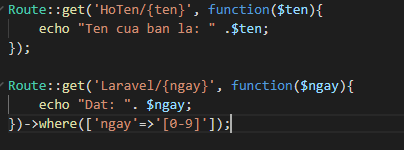 Route::get('HoTen/{ten}', function($ten){
    echo "Ten cua ban la: " .$ten;
});
Route::get('Laravel/{ngay}', function($ngay){
    echo "Dat: ". $ngay;
})->where(['ngay'=>'[0-9]']);